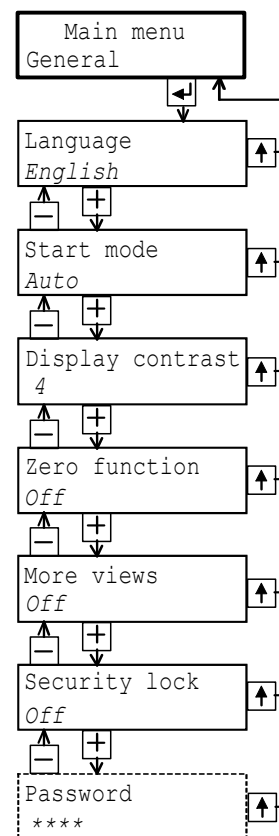 Main menu
General
Language
English
+
−
Start mode
Auto
+
−
Display contrast
4
+
−
Zero function
Off
+
−
More views
Off
+
−
Security lock
Off
+
−
Password
****